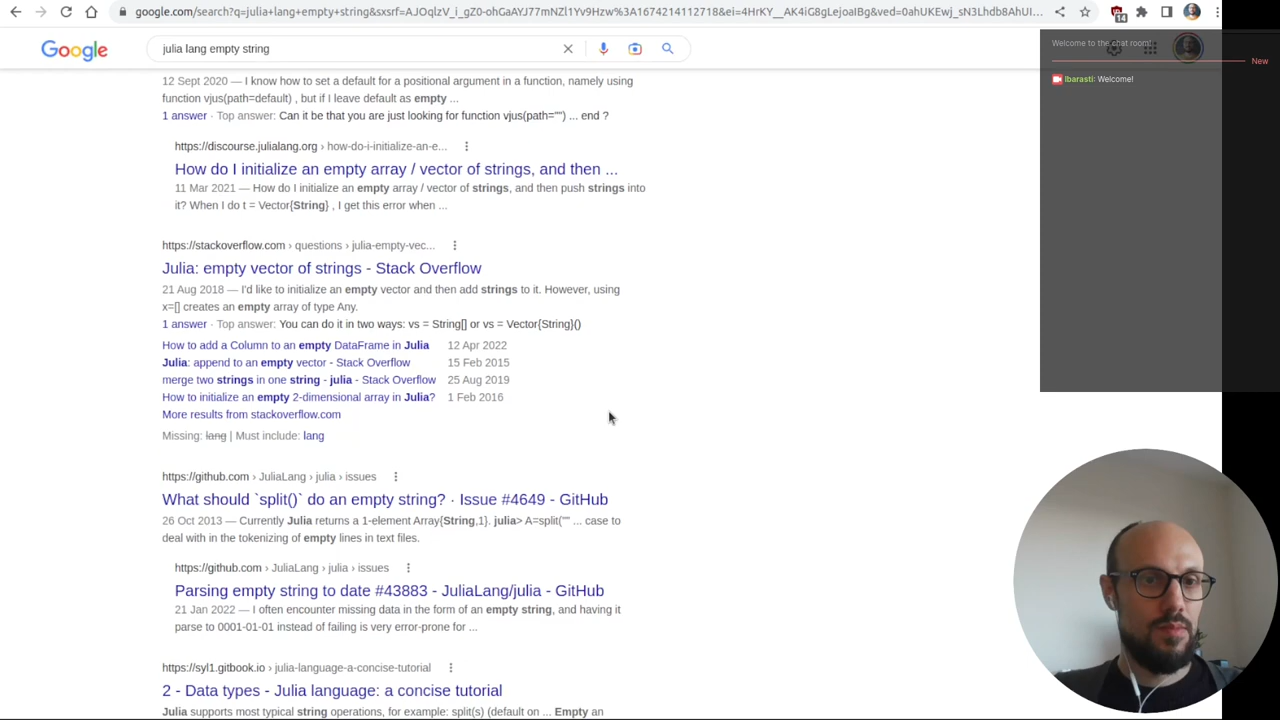 google.com/search?q=julia+lang+empty+string&sxsrf=AJOqlzV_i_gZ0-ohGaAYJ77mNZl1Yv9Hzw%3A1674214112718&ei=4HrKY__AK4iG8gLejoaIBg&ved=0ahUKEwj_sN3Lhdb8AhUI...
14
Google
julia lang empty string
12 Sept 2020 — I know how to set a default for a positional argument in a function, namely using
function vjus(path=default) , but if I leave default as empty ...
1 answer · Top answer: Can it be that you are just looking for function vjus(path="") ... end ?
https://discourse.julialang.org › how-do-i-initialize-an-e...
How do I initialize an empty array / vector of strings, and then ...
11 Mar 2021 — How do I initialize an empty array / vector of strings, and then push strings into
it? When I do t = Vector{String} , I get this error when ...
https://stackoverflow.com › questions › julia-empty-vec...
Julia: empty vector of strings - Stack Overflow
21 Aug 2018 — I'd like to initialize an empty vector and then add strings to it. However, using
x=[] creates an empty array of type Any.
1 answer · Top answer: You can do it in two ways: vs = String[] or vs = Vector{String}()
How to add a Column to an empty DataFrame in Julia 12 Apr 2022
Julia: append to an empty vector - Stack Overflow 15 Feb 2015
merge two strings in one string - julia - Stack Overflow 25 Aug 2019
How to initialize an empty 2-dimensional array in Julia? 1 Feb 2016
More results from stackoverflow.com
Missing: lang | Must include: lang
https://github.com › JuliaLang › julia › issues
What should `split()` do an empty string? · Issue #4649 - GitHub
26 Oct 2013 — Currently Julia returns a 1-element Array{String,1}. julia> A=split("" ... case to
deal with in the tokenizing of empty lines in text files.
https://github.com › JuliaLang › julia › issues
Parsing empty string to date #43883 - JuliaLang/julia - GitHub
21 Jan 2022 — I often encounter missing data in the form of an empty string, and having it
parse to 0001-01-01 instead of failing is very error-prone for ...
https://syl1.gitbook.io › julia-language-a-concise-tutorial
2 - Data types - Julia language: a concise tutorial
Julia supports most typical string operations, for example: split(s) (default on ... Empty an
Welcome to the chat room!
New
lbarasti: Welcome!